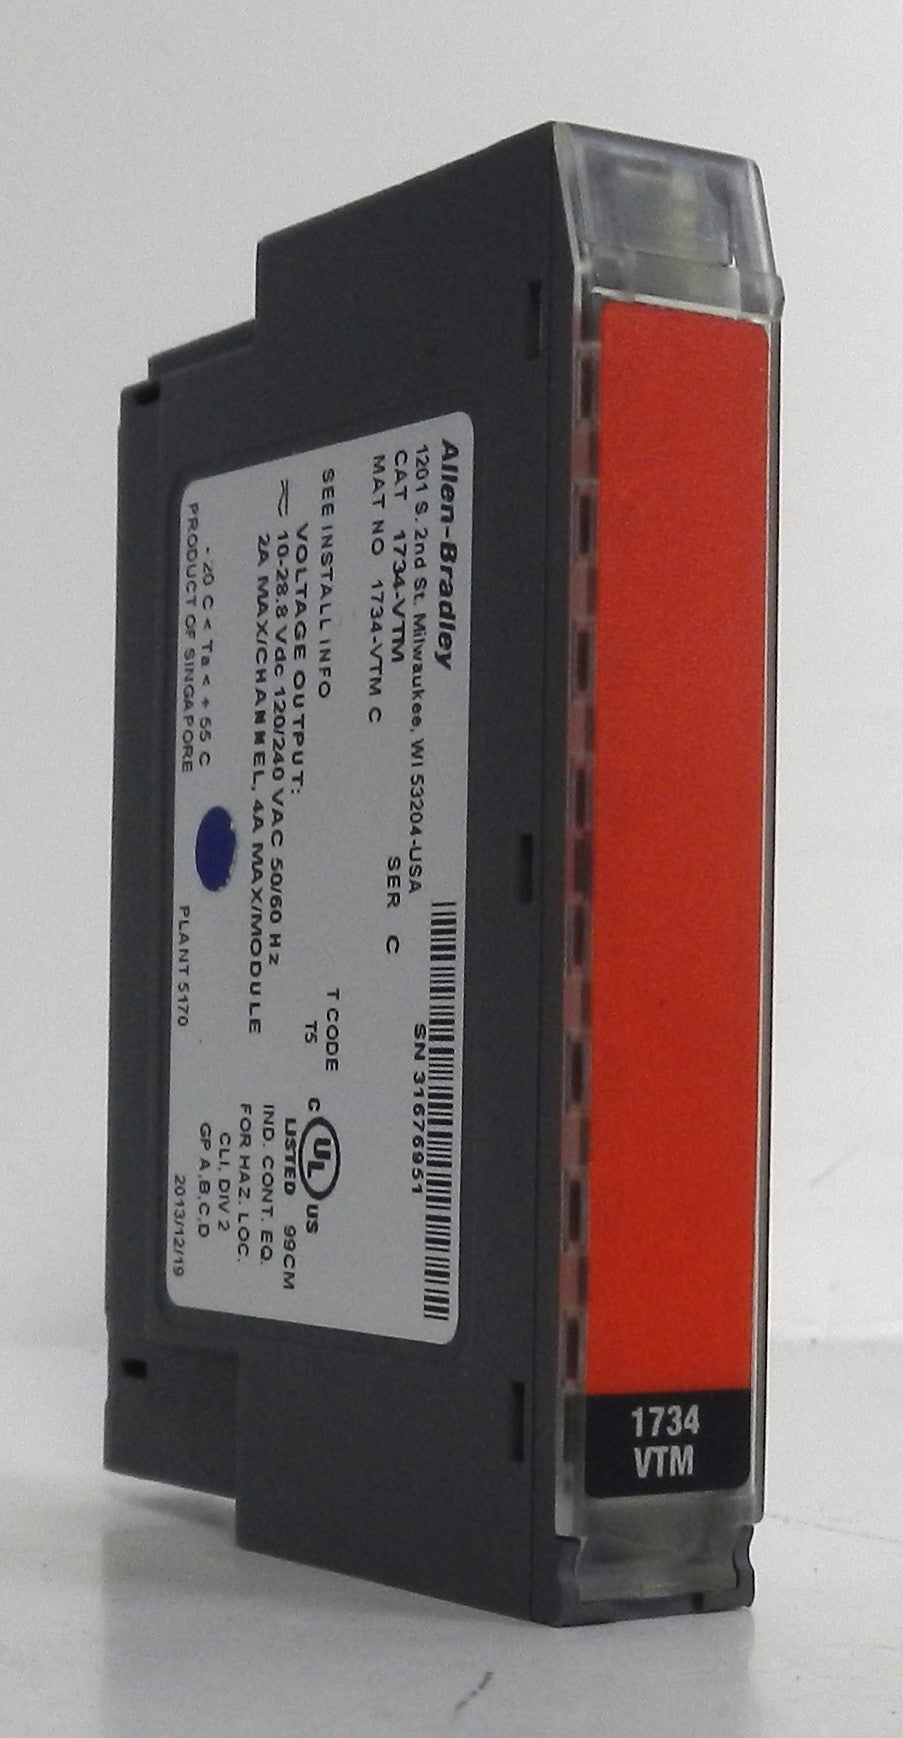 Allen-Bradley
1201 S. 2nd St. Milwaukee, WI 53204-USA
CAT 1734-VTM SER C
MAT NO 1734-VTM C
SN 31676951
SEE INSTALL INFO
VOLTAGE OUTPUT:
10-28.8 Vdc 120/240 VAC 50/60 Hz
2A MAX/CHANNEL, 4A MAX/MODULE
-20 C < Ta < + 55 C
PRODUCT OF SINGAPORE
PLANT 5170
T CODE
T5
C UL US
LISTED 99CM
IND. CONT. EQ.
FOR HAZ. LOC.
CLI, DIV 2
GP A,B,C,D
2013/12/19
1734
VTM